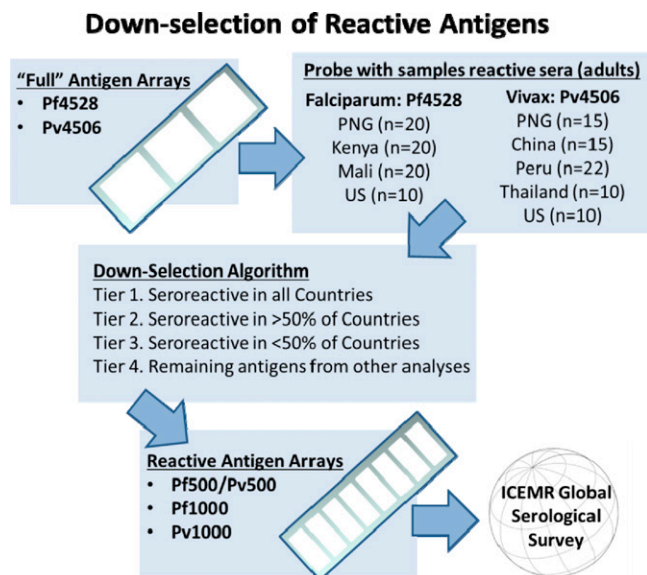 Down-selection of Reactive Antigens
“Full” Antigen Arrays
• Pf4528
• Pv4506
Probe with samples reactive sera (adults)
Falciparum: Pf4528
PNG (n=20)
Kenya (n=20)
Mali (n=20)
US (n=10)
Vivax: Pv4506
PNG (n=15)
China (n=15)
Peru (n=22)
Thailand (n=10)
US (n=10)
Down-Selection Algorithm
Tier 1. Seroreactive in all Countries
Tier 2. Seroreactive in >50% of Countries
Tier 3. Seroreactive in <50% of Countries
Tier 4. Remaining antigens from other analyses
Reactive Antigen Arrays
• Pf500/Pv500
• Pf1000
• Pv1000
ICEMR Global
Serological
Survey